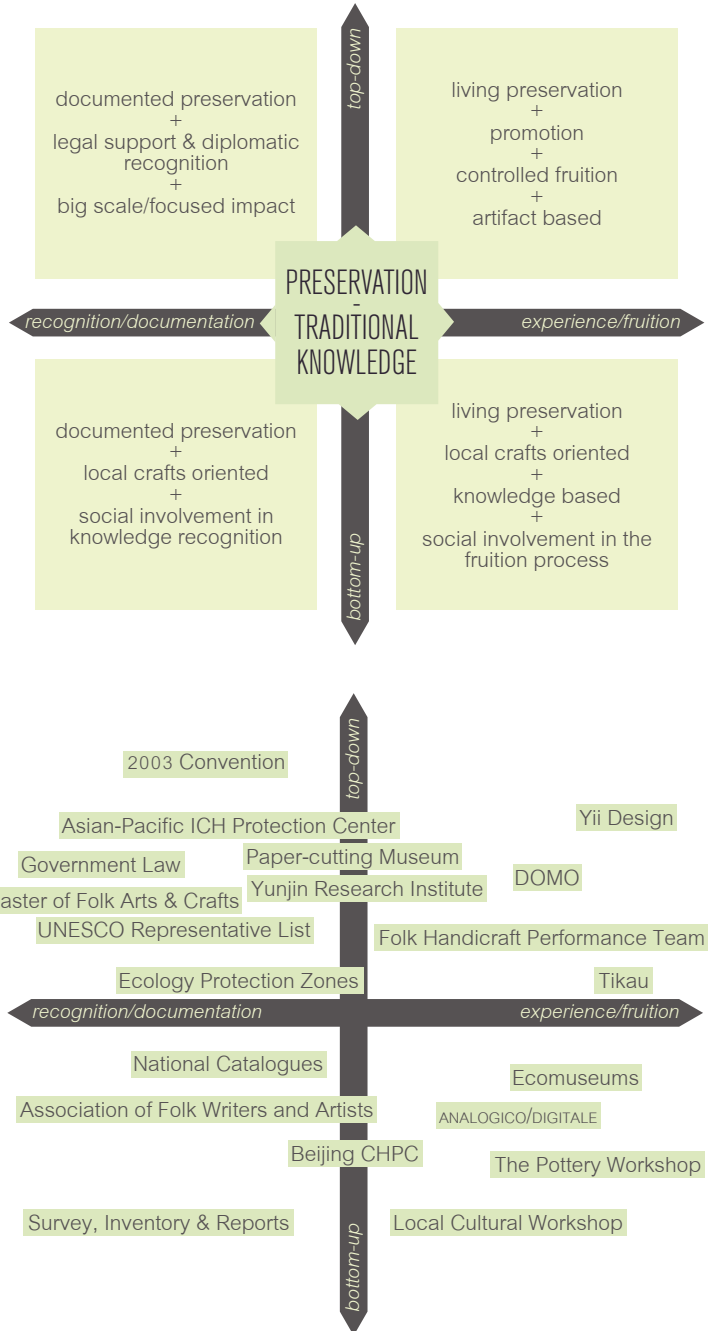 top-down
documented preservation
+
legal support & diplomatic
recognition
+
big scale/focused impact
living preservation
+
promotion
+
controlled fruition
+
artifact based
PRESERVATION
-
TRADITIONAL
KNOWLEDGE
recognition/documentation
experience/fruition
documented preservation
+
local crafts oriented
+
social involvement in
knowledge recognition
living preservation
+
local crafts oriented
+
knowledge based
+
social involvement in the
fruition process
bottom-up
top-down
2003 Convention
Asian-Pacific ICH Protection Center
Yii Design
Government Law
Paper-cutting Museum
DOMO
aster of Folk Arts & Crafts
Yunjin Research Institute
UNESCO Representative List
Folk Handicraft Performance Team
Ecology Protection Zones
Tikau
recognition/documentation
experience/fruition
National Catalogues
Ecomuseums
Association of Folk Writers and Artists
ANALOGICO/DIGITALE
Beijing CHPC
The Pottery Workshop
Survey, Inventory & Reports
Local Cultural Workshop
bottom-up